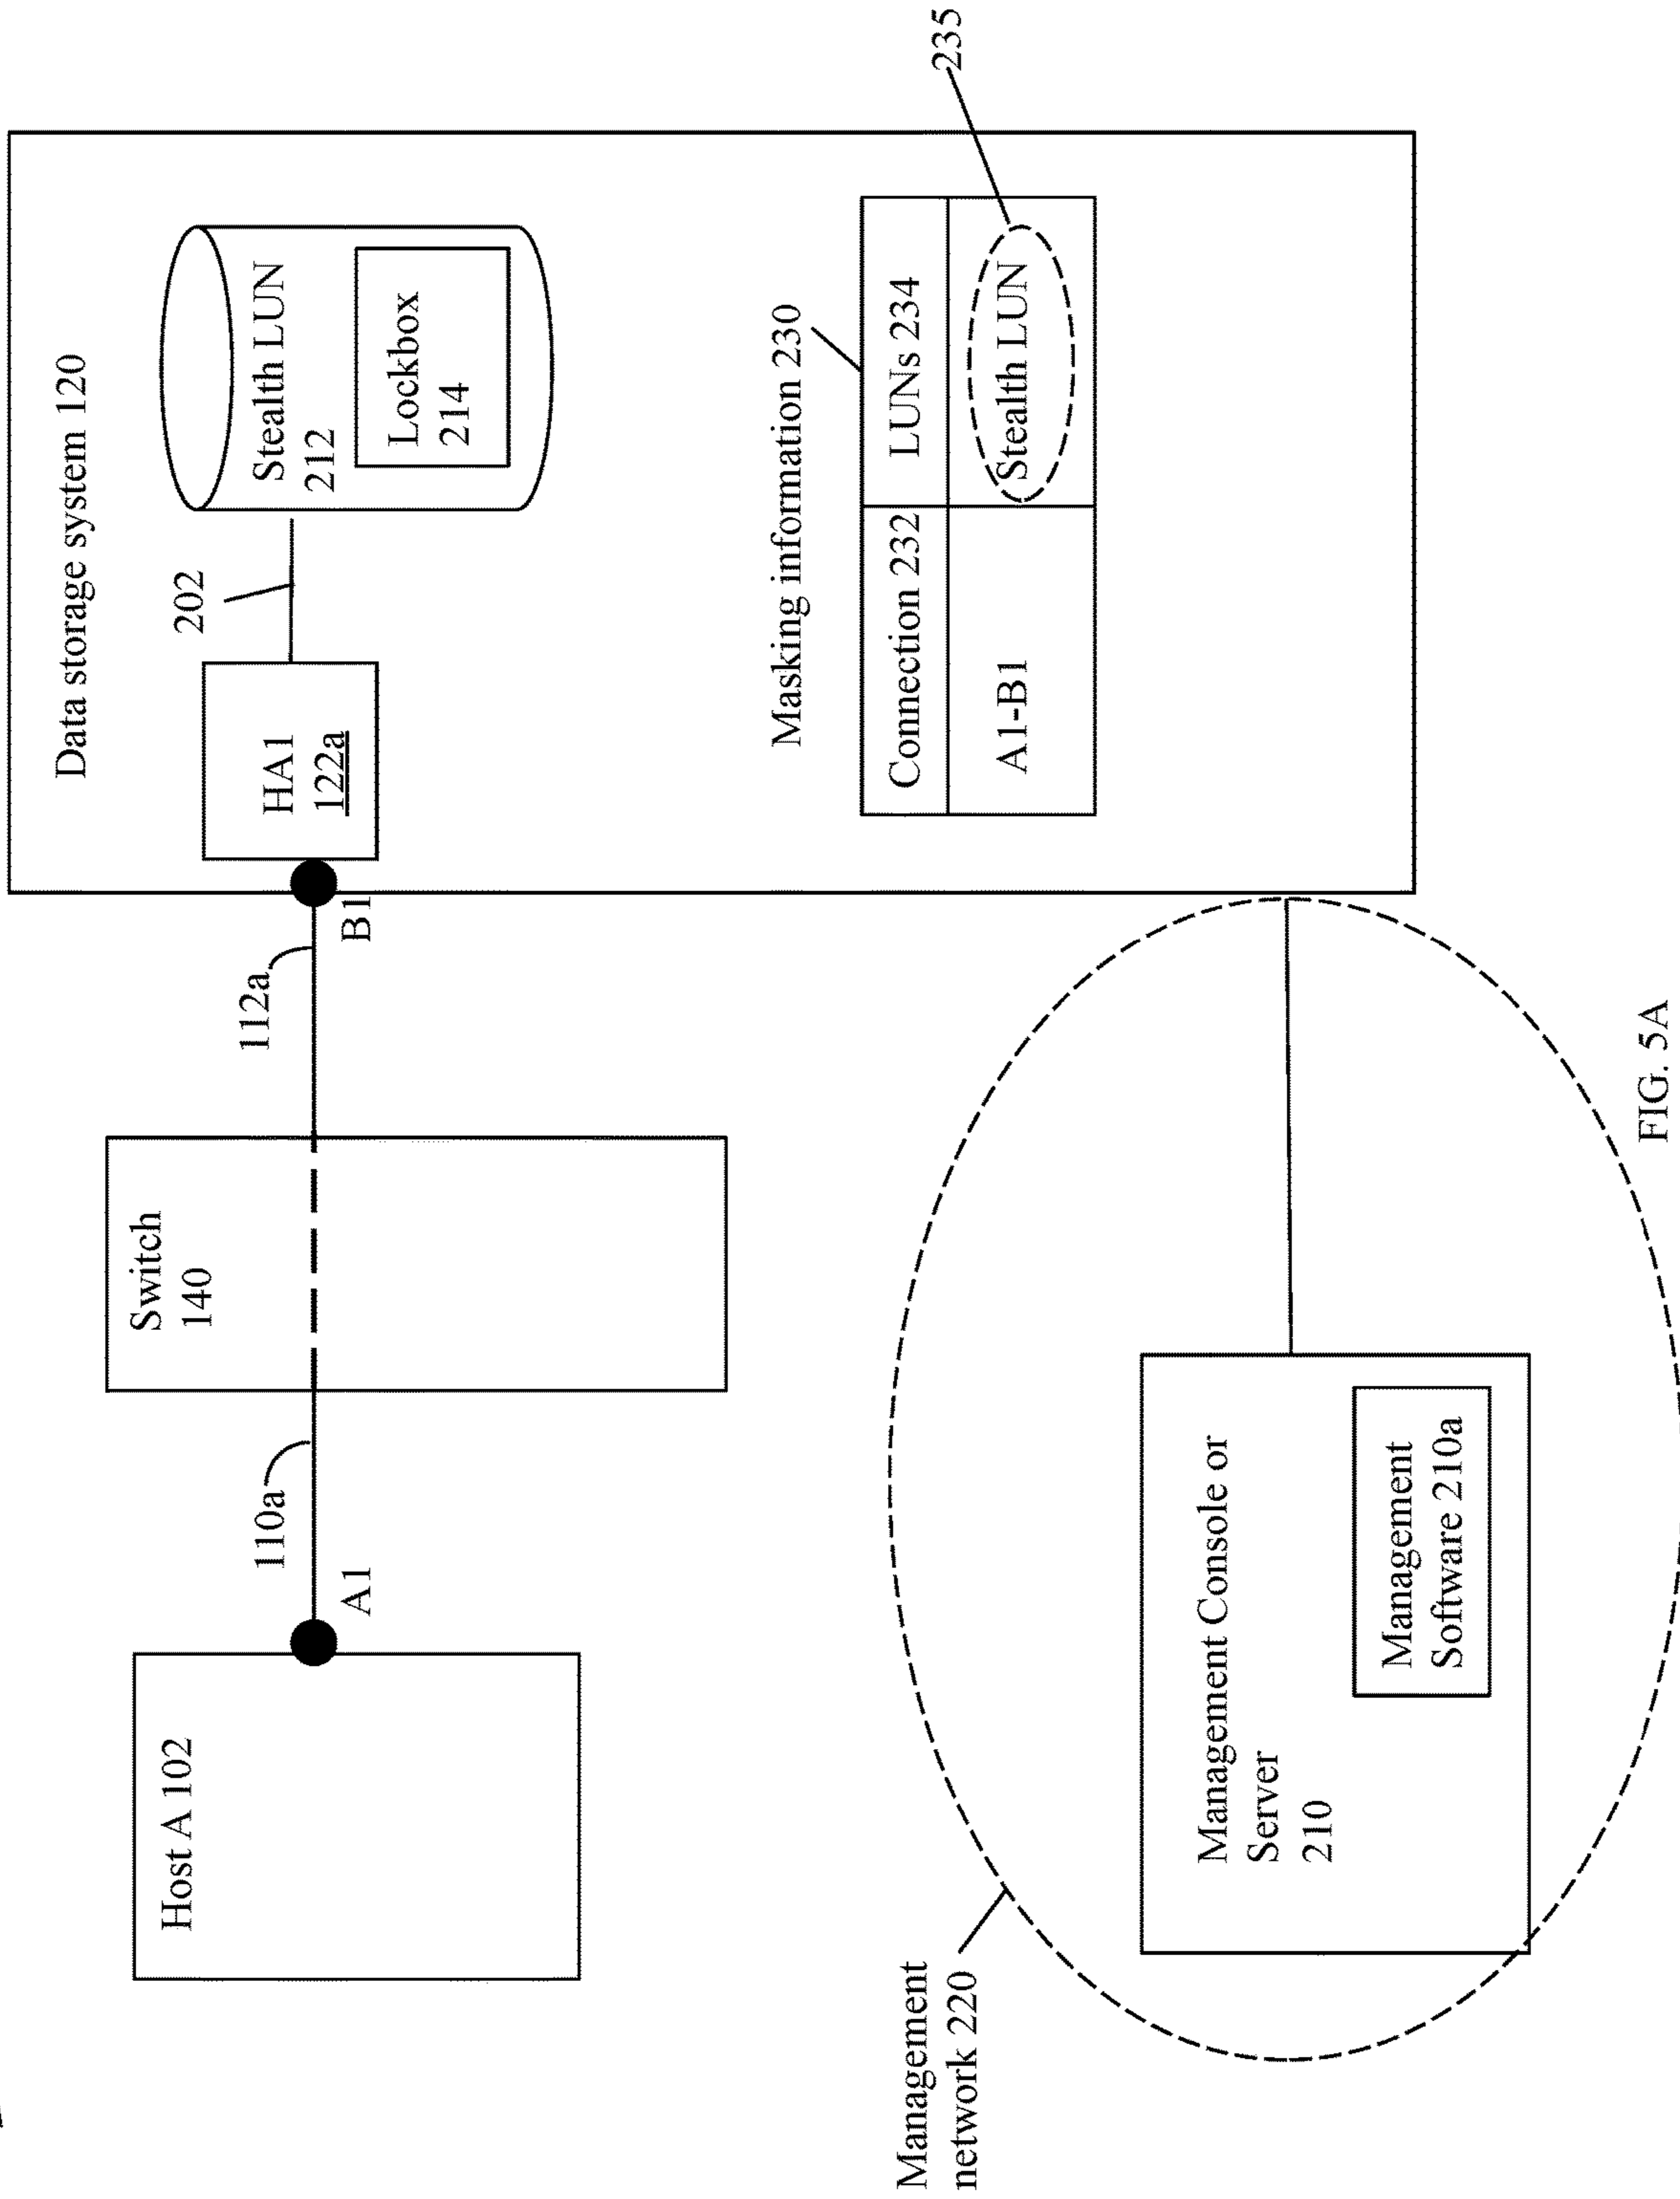 Host A 102
A1
110a
Switch
140
112a
B1
Data storage system 120
HA1
122a
202
Stealth LUN
212
Lockbox
214
Masking information 230
Connection 232
LUNs 234
A1-B1
Stealth LUN
235
Management
network 220
Management Console or
Server
210
Management
Software 210a
FIG. 5A